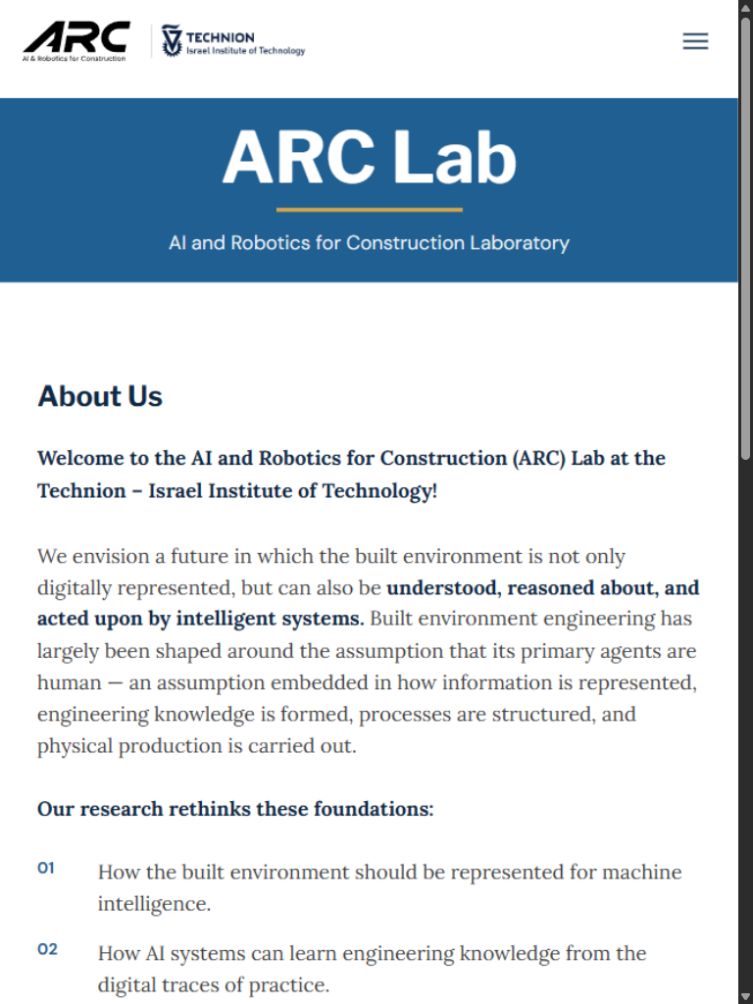 ARC
AI & Robotics for Construction
TECHNION
Israel Institute of Technology
ARC Lab
AI and Robotics for Construction Laboratory
About Us
Welcome to the AI and Robotics for Construction (ARC) Lab at the
Technion – Israel Institute of Technology!
We envision a future in which the built environment is not only
digitally represented, but can also be understood, reasoned about, and
acted upon by intelligent systems. Built environment engineering has
largely been shaped around the assumption that its primary agents are
human — an assumption embedded in how information is represented,
engineering knowledge is formed, processes are structured, and
physical production is carried out.
Our research rethinks these foundations:
01 How the built environment should be represented for machine
intelligence.
02 How AI systems can learn engineering knowledge from the
digital traces of practice.